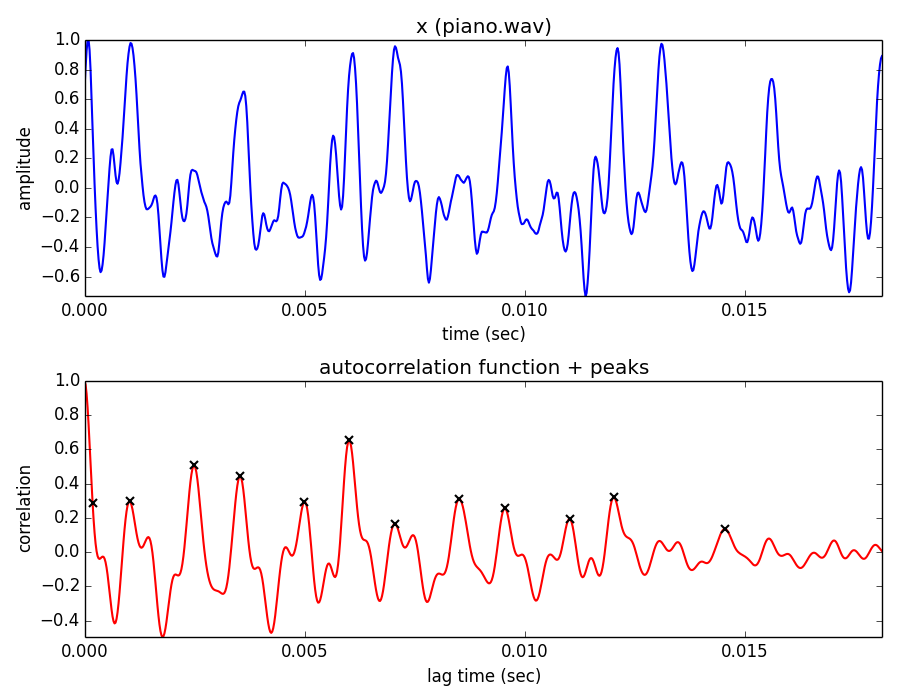 x (piano.wav)
1.0
0.8
0.6
0.4
0.2
0.0
−0.2
−0.4
−0.6
amplitude
0.000 0.005 0.010 0.015
time (sec)
autocorrelation function + peaks
1.0
0.8
0.6
0.4
0.2
0.0
−0.2
−0.4
correlation
0.000 0.005 0.010 0.015
lag time (sec)